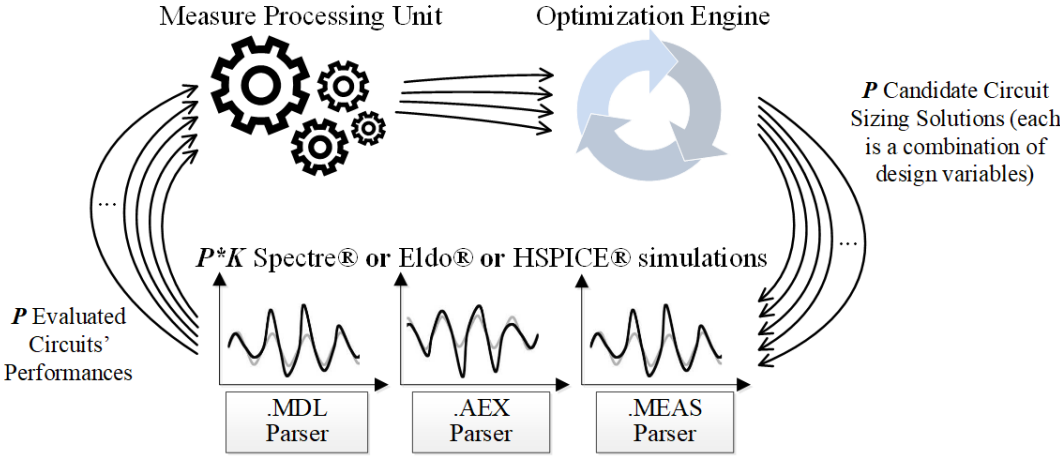 Measure Processing Unit
Optimization Engine
P Candidate Circuit
Sizing Solutions (each
is a combination of
design variables)
...
...
P*K Spectre® or Eldo® or HSPICE® simulations
P Evaluated
Circuits’
Performances
.MDL
Parser
.AEX
Parser
.MEAS
Parser